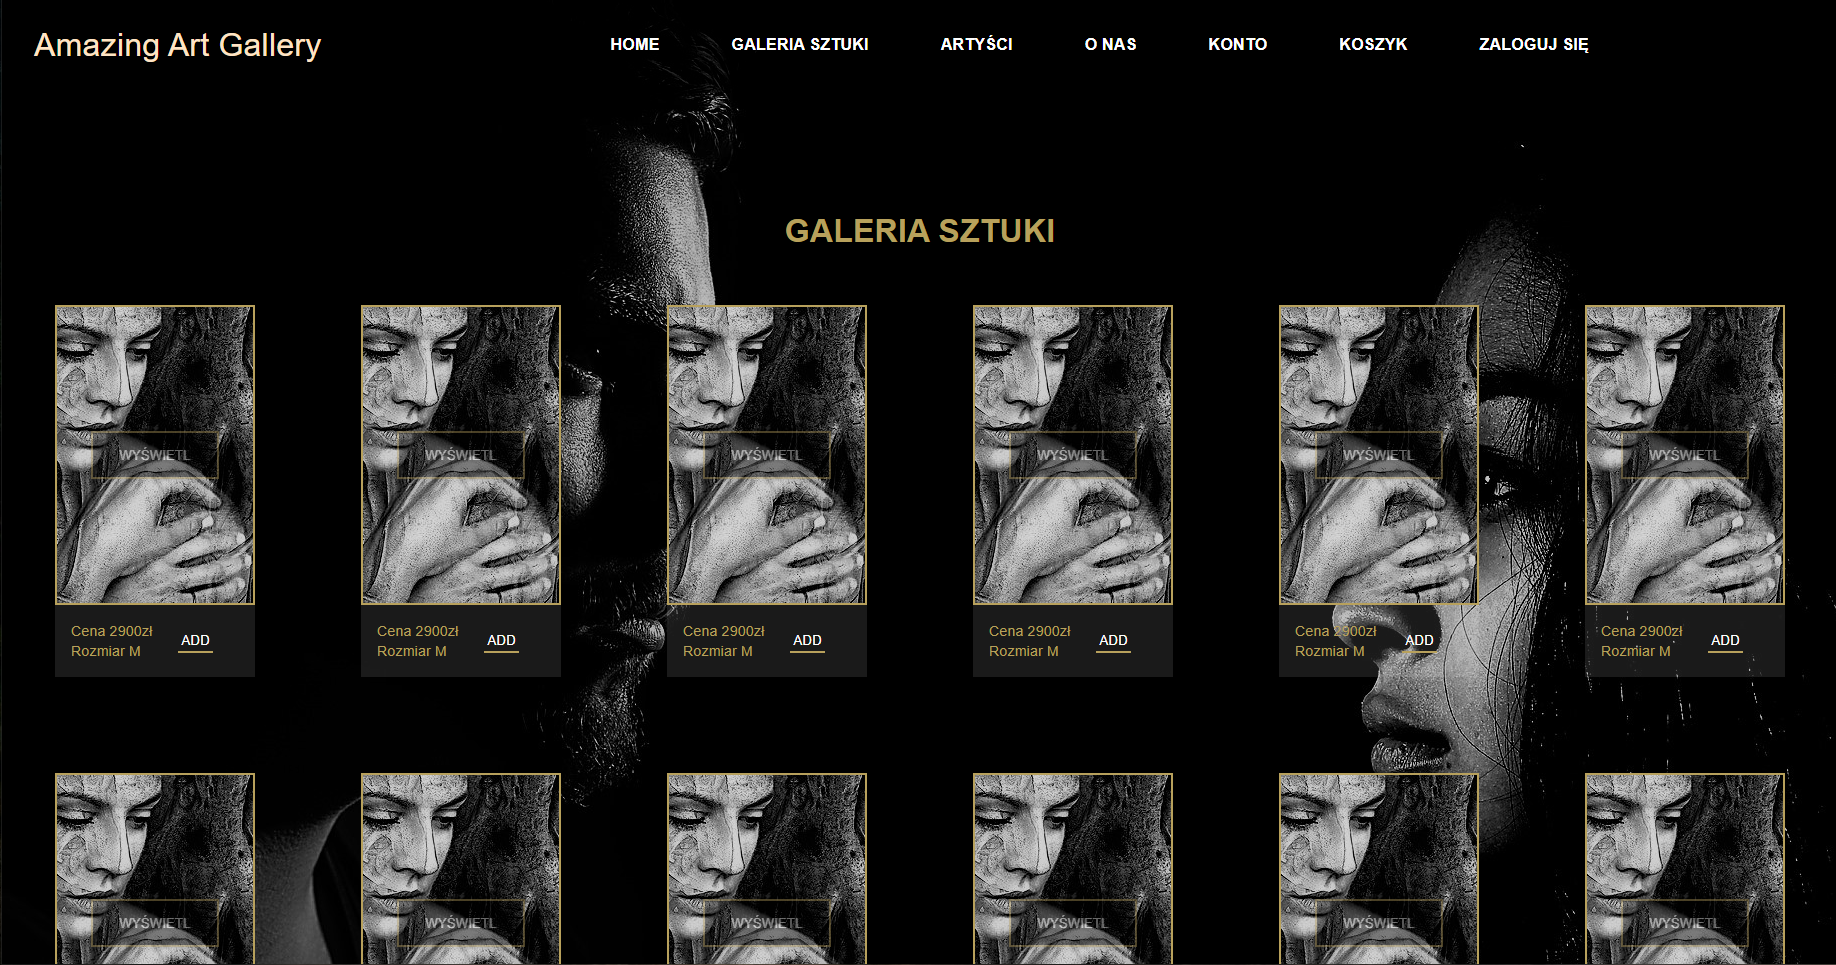 Amazing Art Gallery
HOME GALERIA SZTUKI ARTYŚCI O NAS KONTO KOSZYK ZALOGUJ SIĘ
GALERIA SZTUKI
WYŚWIETL WYŚWIETL WYŚWIETL WYŚWIETL WYŚWIETL WYŚWIETL
Cena 2900zł ADD Cena 2900zł ADD Cena 2900zł ADD Cena 2900zł ADD Cena 2900zł ADD Cena 2900zł ADD
Rozmiar M Rozmiar M Rozmiar M Rozmiar M Rozmiar M Rozmiar M
WYŚWIETL WYŚWIETL WYŚWIETL WYŚWIETL WYŚWIETL WYŚWIETL